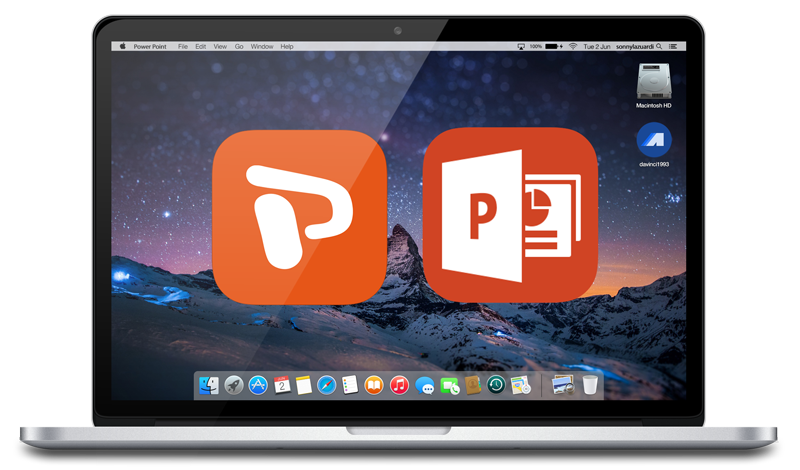 Power Point File Edit View Go Window Help 100% Tue 2 Jun sonnylazuardi
Macintosh HD
davinci1993
P
P
2